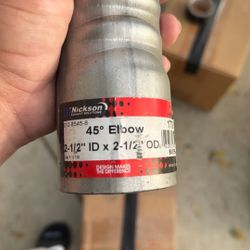 Nickson
45° Elbow
2-1/2" ID x 2-1/2" OD
DESIGN MAKES
THE DIFFERENCE